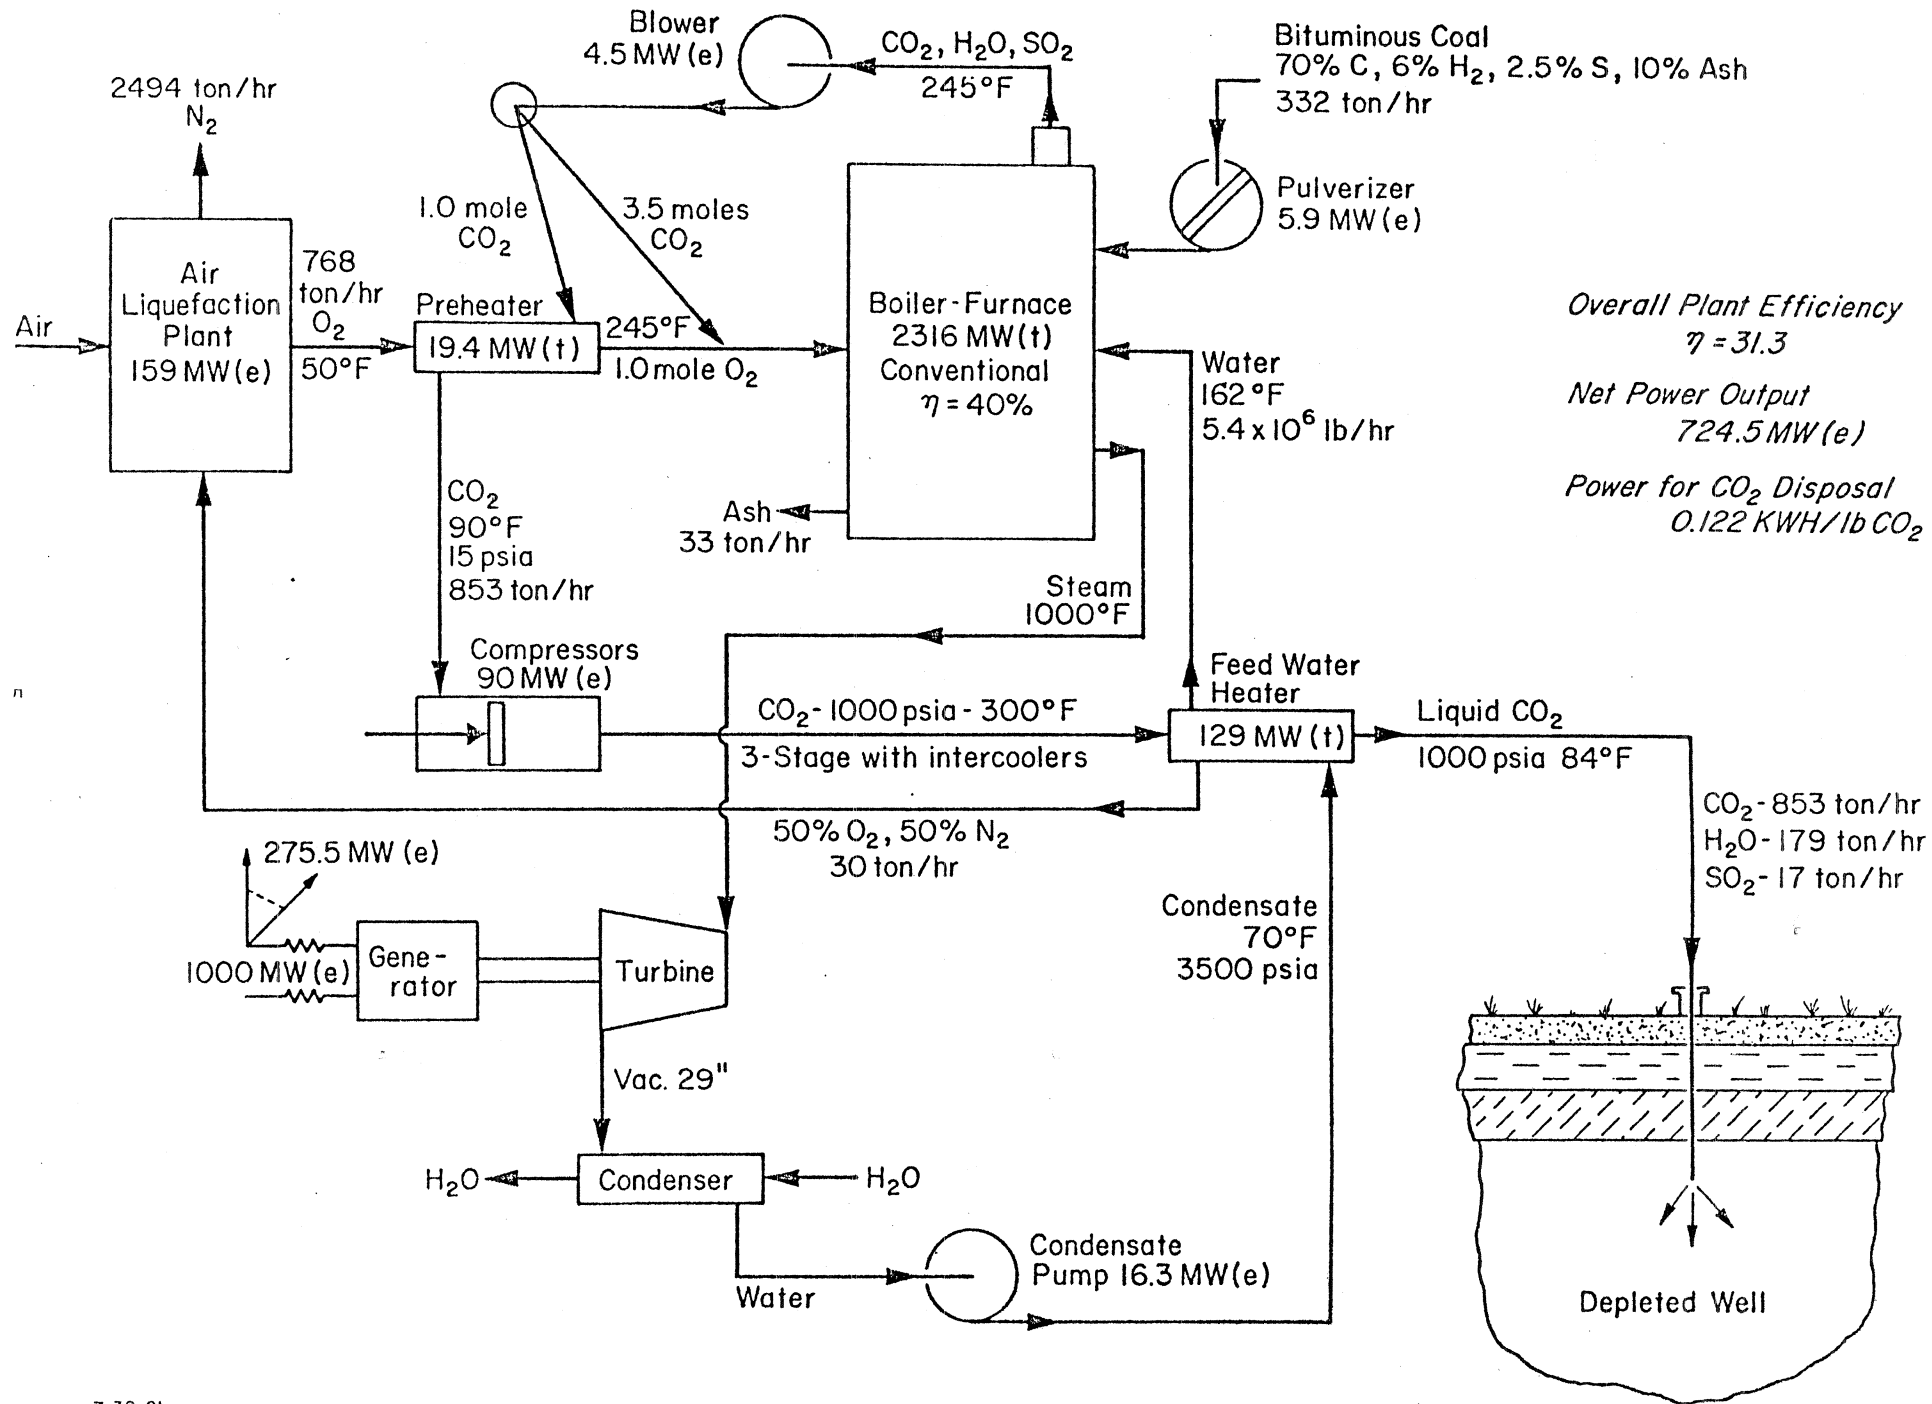 Blower
4.5 MW (e)
CO₂, H₂O, SO₂
245°F
Bituminous Coal
70% C, 6% H₂, 2.5% S, 10% Ash
332 ton/hr
2494 ton/hr
N₂
Pulverizer
5.9 MW (e)
1.0 mole
CO₂
3.5 moles
CO₂
Air
Air
Liquefaction
Plant
159 MW (e)
768
ton/hr
O₂
50°F
Preheater
19.4 MW (t)
245°F
1.0 mole O₂
Boiler-Furnace
2316 MW (t)
Conventional
η = 40%
Water
162°F
5.4 x 10⁶ lb/hr
Overall Plant Efficiency
η = 31.3
Net Power Output
724.5 MW (e)
Power for CO₂ Disposal
0.122 KWH/lb CO₂
CO₂
90°F
15 psia
853 ton/hr
Ash
33 ton/hr
Steam
1000°F
Compressors
90 MW (e)
CO₂ - 1000 psia - 300°F
3-Stage with intercoolers
Feed Water
Heater
129 MW (t)
Liquid CO₂
1000 psia 84°F
50% O₂, 50% N₂
30 ton/hr
CO₂ - 853 ton/hr
H₂O - 179 ton/hr
SO₂ - 17 ton/hr
275.5 MW (e)
1000 MW (e)
Gene-
rator
Turbine
Condensate
70°F
3500 psia
Vac. 29"
H₂O
Condenser
H₂O
Water
Condensate
Pump 16.3 MW (e)
Depleted Well